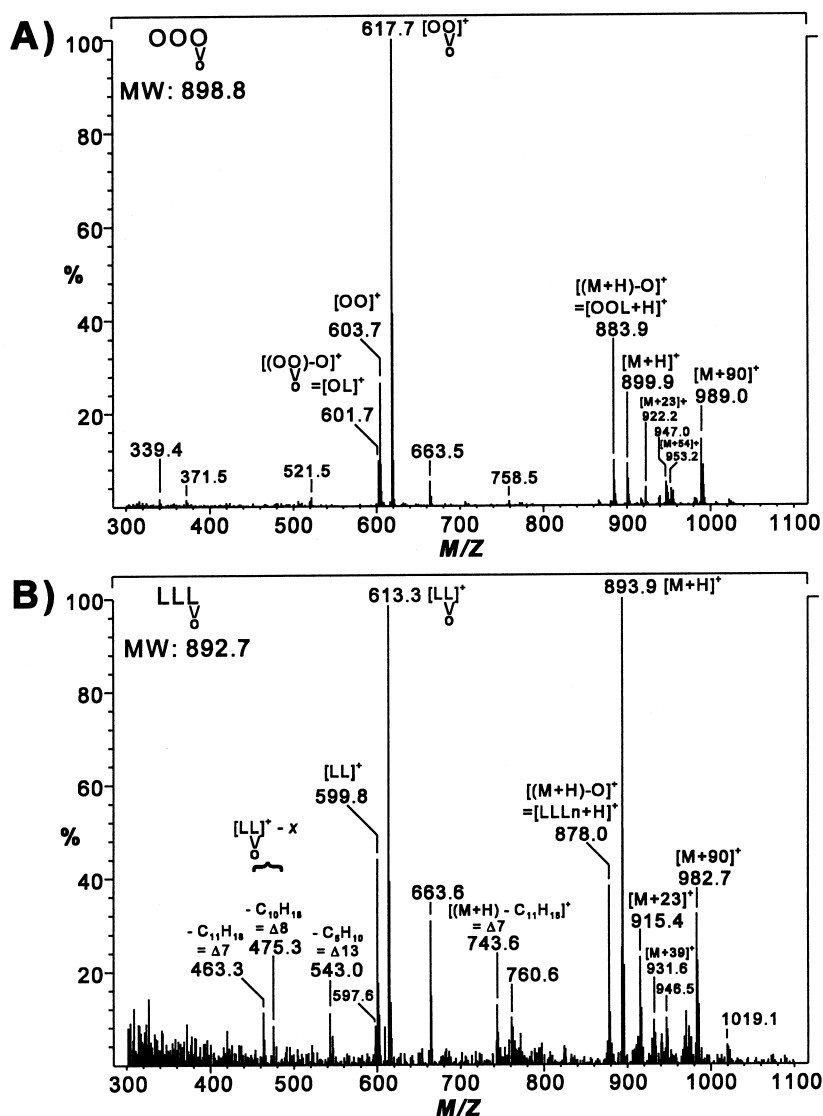 A)
OOO
V
O
MW: 898.8
617.7 [OO]+
V
O
[OO]+
603.7
[(OO)-O]+
V
O =[OL]+
601.7
[(M+H)-O]+
=[OOL+H]+
883.9
[M+H]+
899.9
[M+23]+
922.2
947.0
[M+54]+
953.2
[M+90]+
989.0
339.4
371.5
521.5
663.5
758.5
100
80
60
%
40
20
300 400 500 600 700 800 900 1000 1100
M/Z
B)
LLL
V
O
MW: 892.7
613.3 [LL]+
V
O
893.9 [M+H]+
[LL]+
599.8
[(M+H)-O]+
=[LLLn+H]+
878.0
[LL]+ - x
V
O
- C11H18
= Δ7
463.3
- C10H18
= Δ8
475.3
- C5H10
= Δ13
543.0
597.6
663.6
[(M+H) - C11H18]+
= Δ7
743.6
760.6
[M+23]+
915.4
[M+39]+
931.6
946.5
[M+90]+
982.7
1019.1
100
80
60
%
40
20
300 400 500 600 700 800 900 1000 1100
M/Z